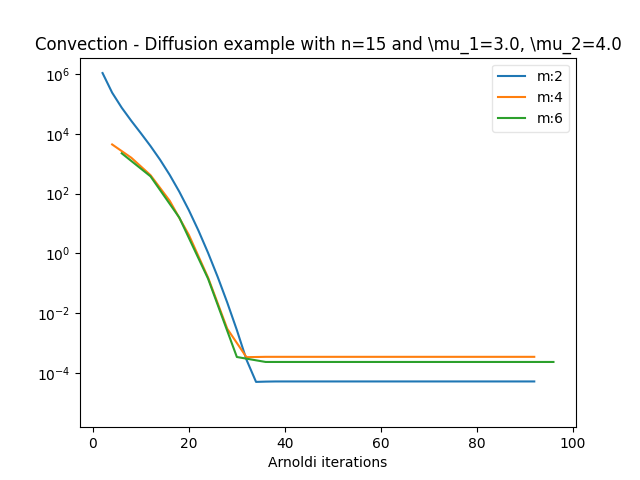 Convection - Diffusion example with n=15 and \mu_1=3.0, \mu_2=4.0
m:2
m:4
m:6
10^6
10^4
10^2
10^0
10^−2
10^−4
0 20 40 60 80 100
Arnoldi iterations